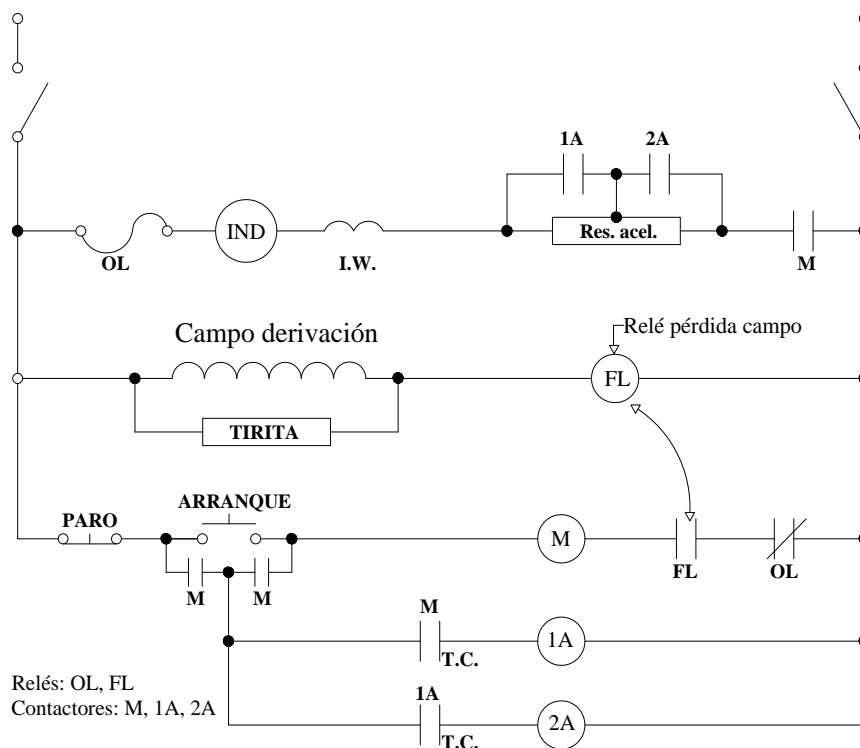 1A
2A
IND
Res. acel.
OL
I.W.
M
Campo derivación
Relé pérdida campo
FL
TIRITA
ARRANQUE
PARO
M
M
M
FL
OL
M
1A
T.C.
Relés: OL, FL
1A
Contactores: M, 1A, 2A
2A
T.C.